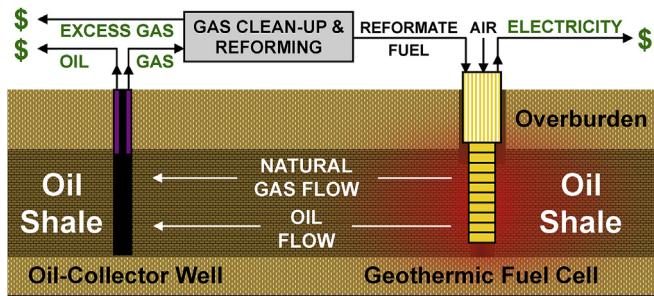 $
EXCESS GAS
GAS CLEAN-UP &
REFORMING
REFORMATE
FUEL
AIR
ELECTRICITY
$
$
OIL
GAS
Overburden
Oil
Shale
NATURAL
GAS FLOW
OIL
FLOW
Oil
Shale
Oil-Collector Well
Geothermic Fuel Cell